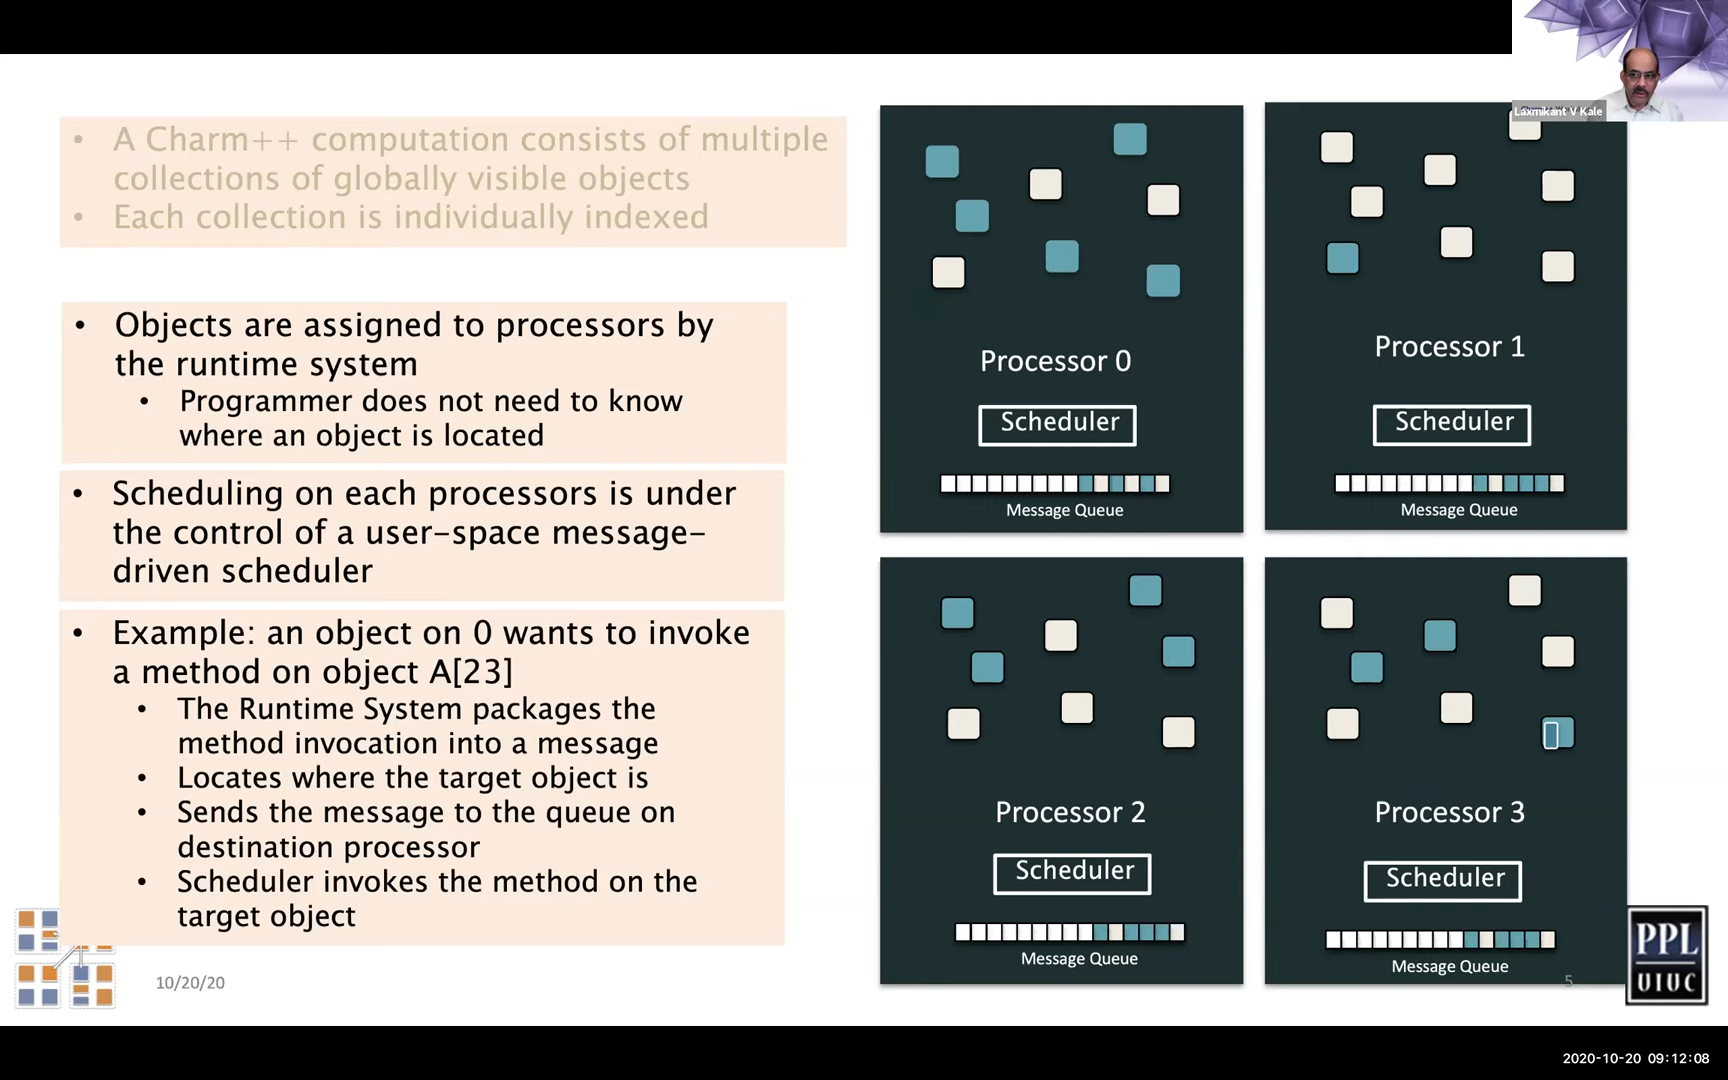 Laxmikant V Kale
• A Charm++ computation consists of multiple
collections of globally visible objects
• Each collection is individually indexed
• Objects are assigned to processors by
the runtime system
• Programmer does not need to know
where an object is located
• Scheduling on each processors is under
the control of a user-space message-
driven scheduler
• Example: an object on 0 wants to invoke
a method on object A[23]
• The Runtime System packages the
method invocation into a message
• Locates where the target object is
• Sends the message to the queue on
destination processor
• Scheduler invokes the method on the
target object
Processor 0
Scheduler
Message Queue
Processor 1
Scheduler
Message Queue
Processor 2
Scheduler
Message Queue
Processor 3
Scheduler
Message Queue
10/20/20
5
PPL
UIUC
2020-10-20 09:12:08